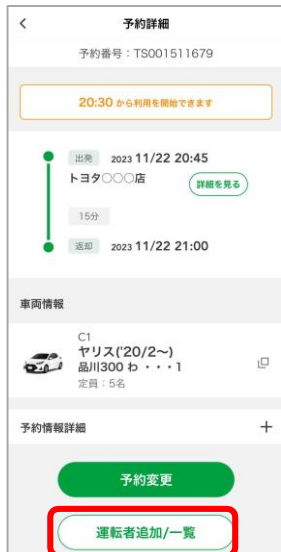 予約詳細
予約番号：TS001511679
20:30 から利用を開始できます
出発 2023 11/22 20:45
トヨタ○○○店
詳細を見る
15分
返却 2023 11/22 21:00
車両情報
C1
ヤリス('20/2〜)
品川300 わ ・・・1
定員：5名
予約情報詳細
予約変更
運転者追加/一覧